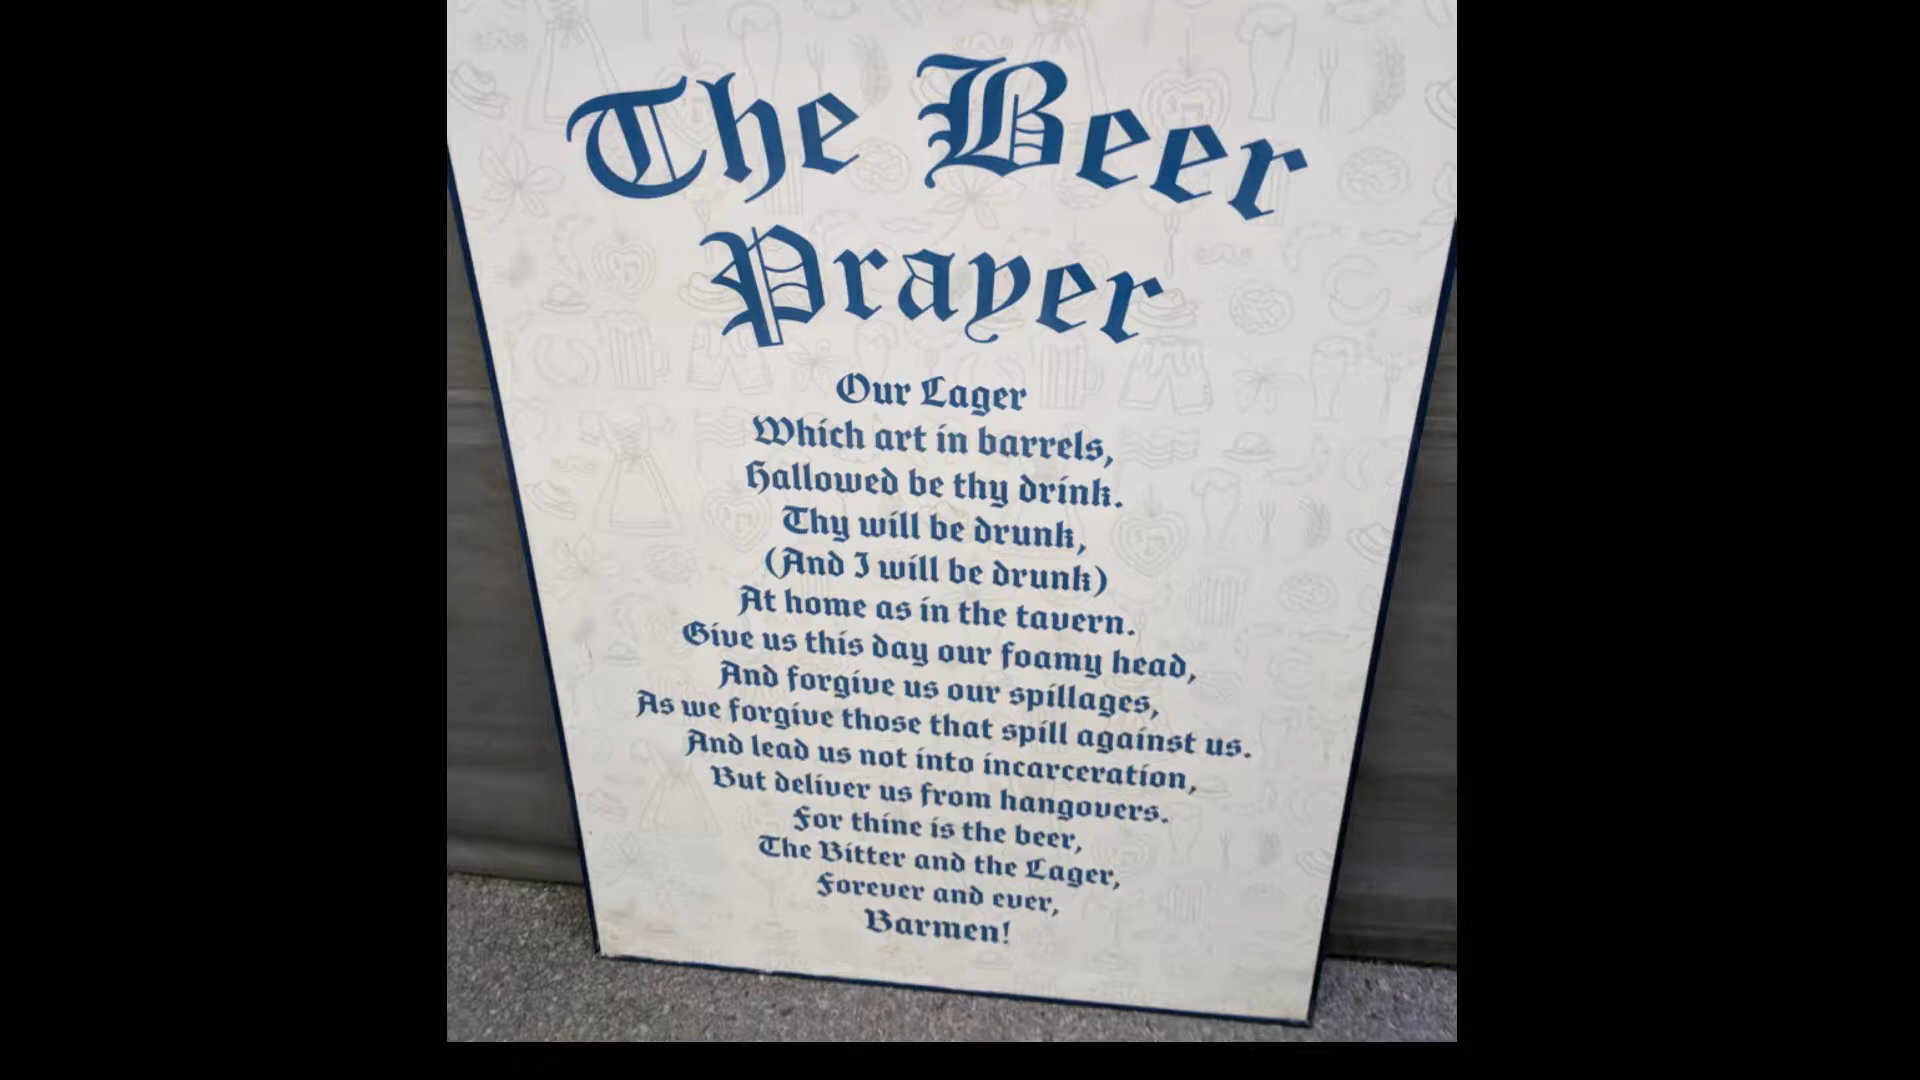 The Beer
Prayer
Our Lager
Which art in barrels,
Hallowed be thy drink.
Thy will be drunk,
(And I will be drunk)
At home as in the tavern.
Give us this day our foamy head,
And forgive us our spillages,
As we forgive those that spill against us.
And lead us not into incarceration,
But deliver us from hangovers.
For thine is the beer,
The Bitter and the Lager,
Forever and ever,
Barmen!